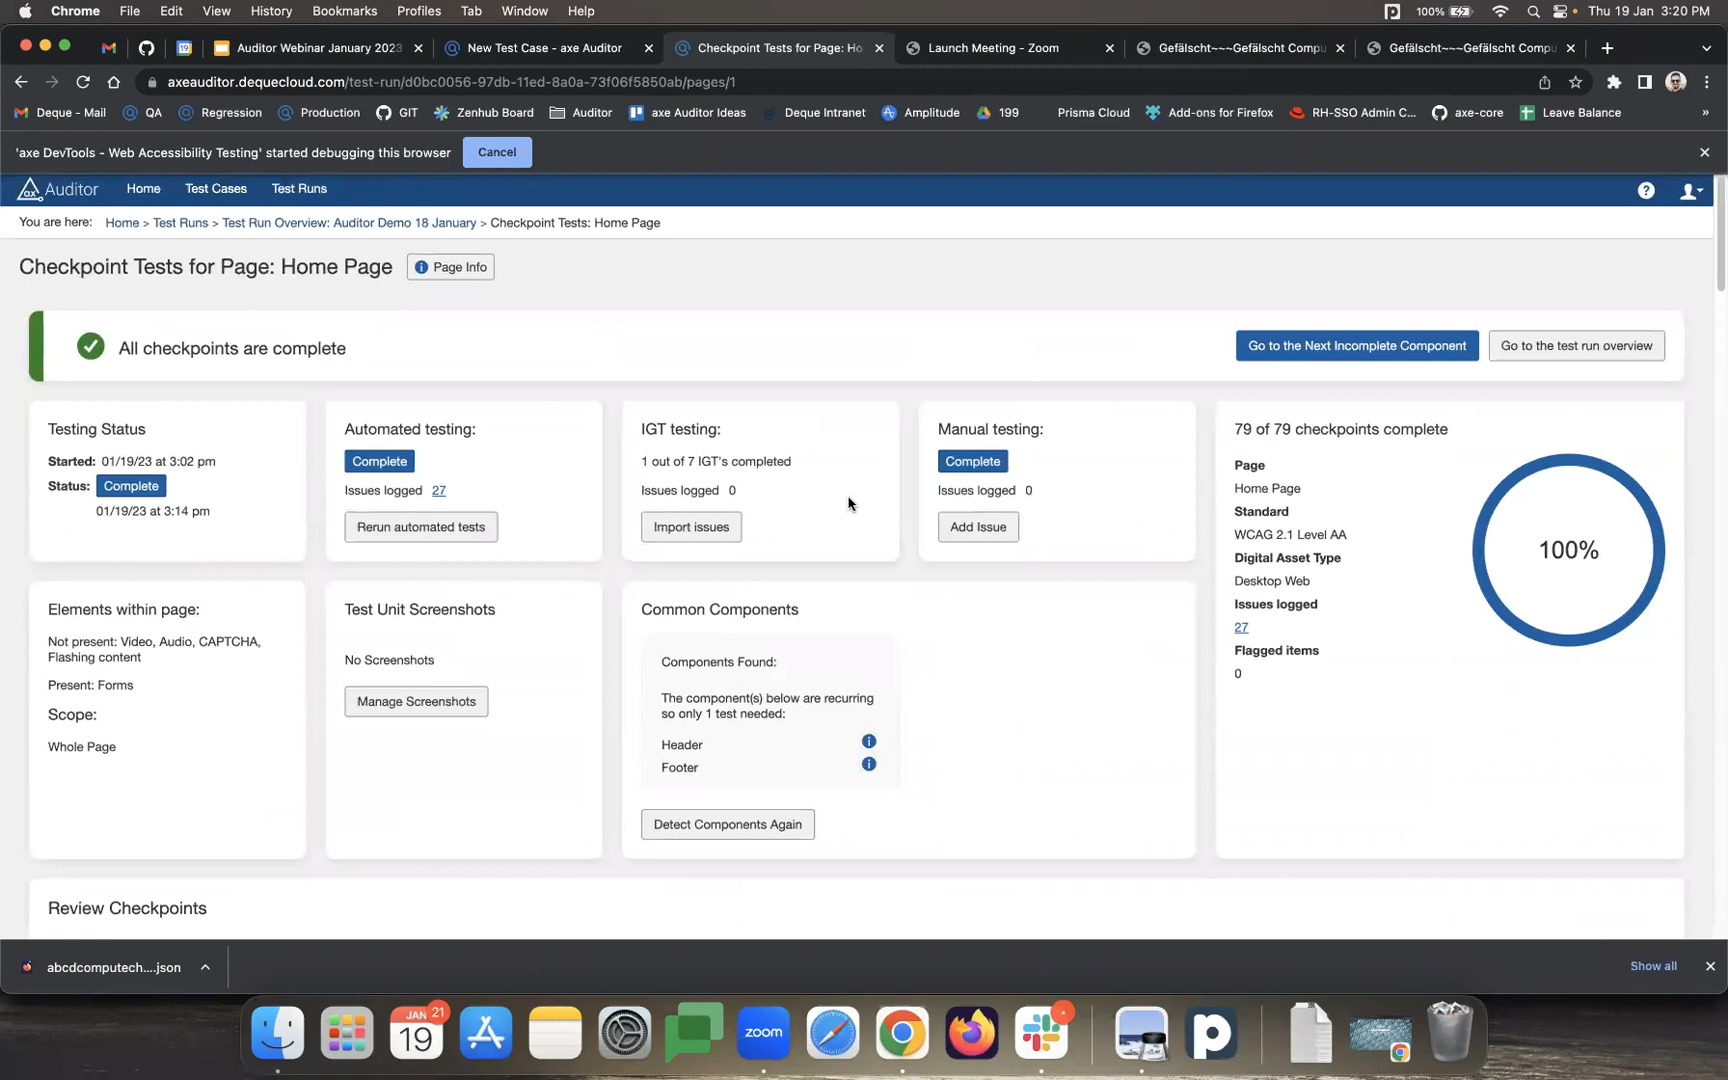 Chrome File Edit View History Bookmarks Profiles Tab Window Help 100% Thu 19 Jan 3:20 PM
Auditor Webinar January 2023 New Test Case - axe Auditor Checkpoint Tests for Page: Ho Launch Meeting - Zoom Gefälscht~~~Gefälscht Compu Gefälscht~~~Gefälscht Compu
axeauditor.dequecloud.com/test-run/d0bc0056-97db-11ed-8a0a-73f06f5850ab/pages/1
Deque - Mail QA Regression Production GIT Zenhub Board Auditor axe Auditor Ideas Deque Intranet Amplitude 199 Prisma Cloud Add-ons for Firefox RH-SSO Admin C... axe-core Leave Balance »
'axe DevTools - Web Accessibility Testing' started debugging this browser Cancel
Auditor Home Test Cases Test Runs
You are here: Home > Test Runs > Test Run Overview: Auditor Demo 18 January > Checkpoint Tests: Home Page
Checkpoint Tests for Page: Home Page Page Info
All checkpoints are complete Go to the Next Incomplete Component Go to the test run overview
Testing Status
Started: 01/19/23 at 3:02 pm
Status: Complete
01/19/23 at 3:14 pm
Automated testing:
Complete
Issues logged 27
Rerun automated tests
IGT testing:
1 out of 7 IGT's completed
Issues logged 0
Import issues
Manual testing:
Complete
Issues logged 0
Add Issue
79 of 79 checkpoints complete
Page
Home Page
Standard
WCAG 2.1 Level AA
Digital Asset Type
Desktop Web
Issues logged
27
Flagged items
0
100%
Elements within page:
Not present: Video, Audio, CAPTCHA,
Flashing content
Present: Forms
Scope:
Whole Page
Test Unit Screenshots
No Screenshots
Manage Screenshots
Common Components
Components Found:
The component(s) below are recurring
so only 1 test needed:
Header
Footer
Detect Components Again
Review Checkpoints
abcdcomputech....json Show all
JAN 21
19
zoom